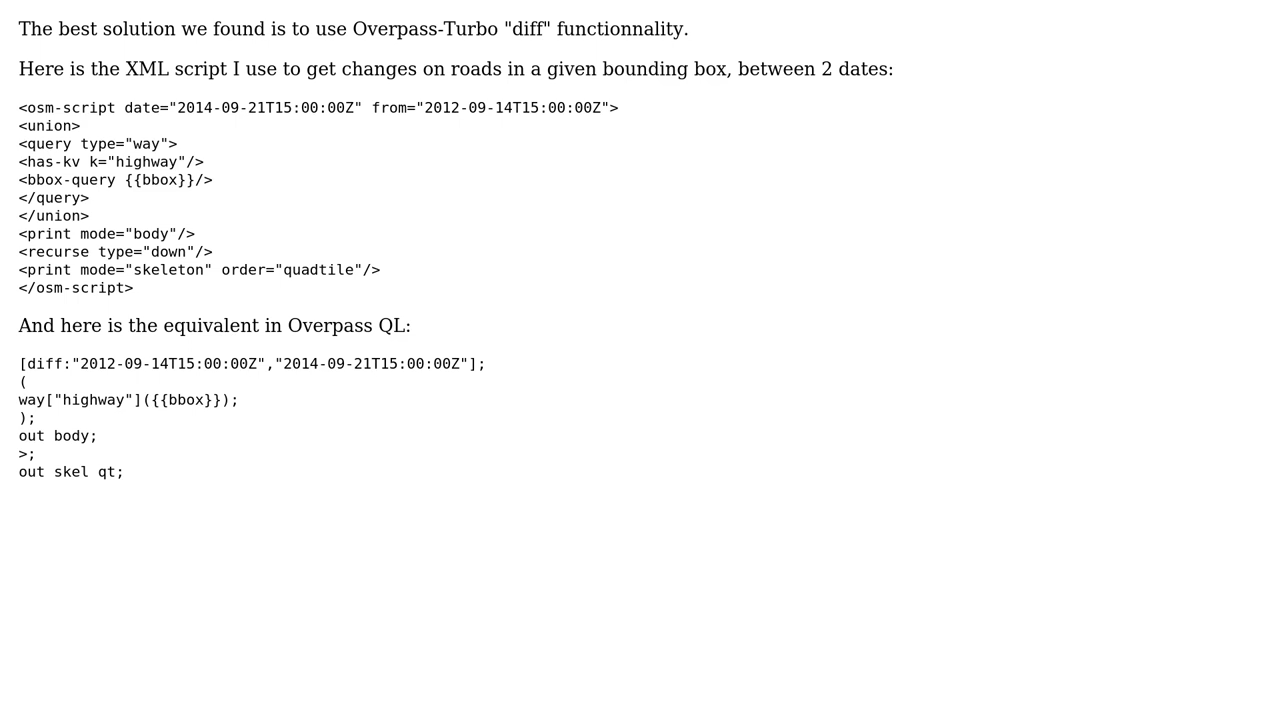 The best solution we found is to use Overpass-Turbo "diff" functionnality.
Here is the XML script I use to get changes on roads in a given bounding box, between 2 dates:
<osm-script date="2014-09-21T15:00:00Z" from="2012-09-14T15:00:00Z">
<union>
<query type="way">
<has-kv k="highway"/>
<bbox-query {{bbox}}/>
</query>
</union>
<print mode="body"/>
<recurse type="down"/>
<print mode="skeleton" order="quadtile"/>
</osm-script>
And here is the equivalent in Overpass QL:
[diff:"2012-09-14T15:00:00Z","2014-09-21T15:00:00Z"];
(
way["highway"]({{bbox}});
);
out body;
>;
out skel qt;